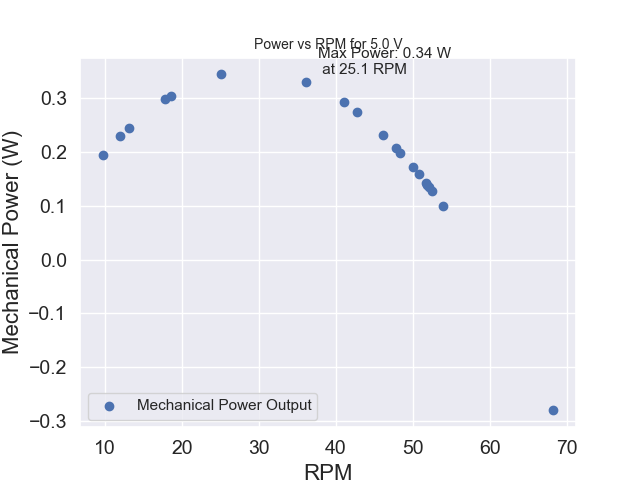 Power vs RPM for 5.0 V
Max Power: 0.34 W
at 25.1 RPM
Mechanical Power (W)
0.3
0.2
0.1
0.0
−0.1
−0.2
−0.3
Mechanical Power Output
10 20 30 40 50 60 70
RPM